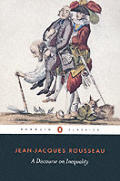 PENGUIN CLASSICS
JEAN-JACQUES ROUSSEAU
A Discourse on Inequality